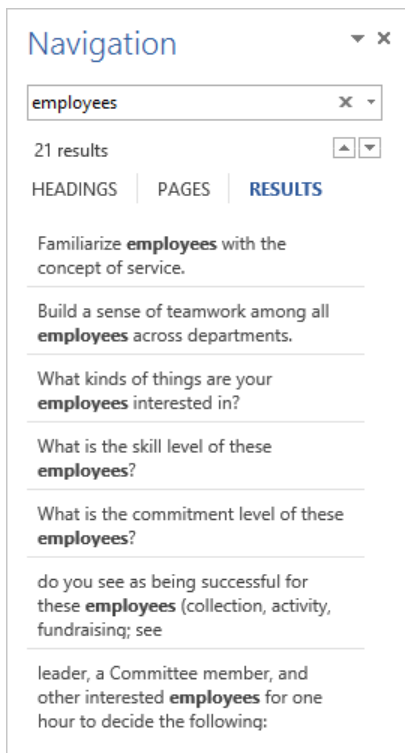 Navigation
employees
21 results
HEADINGS PAGES RESULTS
Familiarize employees with the
concept of service.
Build a sense of teamwork among all
employees across departments.
What kinds of things are your
employees interested in?
What is the skill level of these
employees?
What is the commitment level of these
employees?
do you see as being successful for
these employees (collection, activity,
fundraising; see
leader, a Committee member, and
other interested employees for one
hour to decide the following: